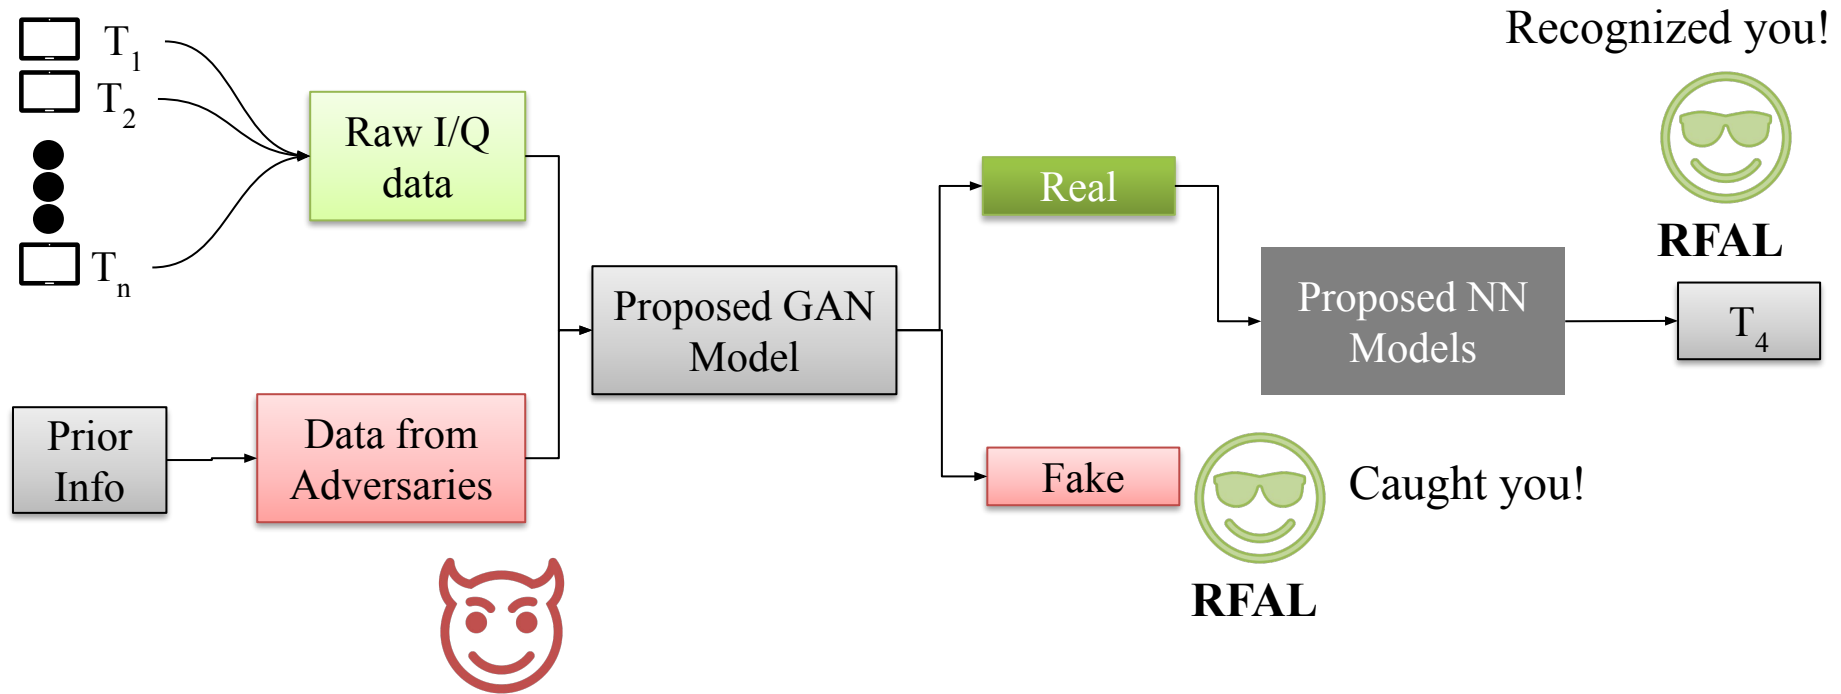 T1
T2
Tn
Raw I/Q
data
Prior
Info
Data from
Adversaries
Proposed GAN
Model
Real
Fake
Caught you!
RFAL
Proposed NN
Models
Recognized you!
RFAL
T4